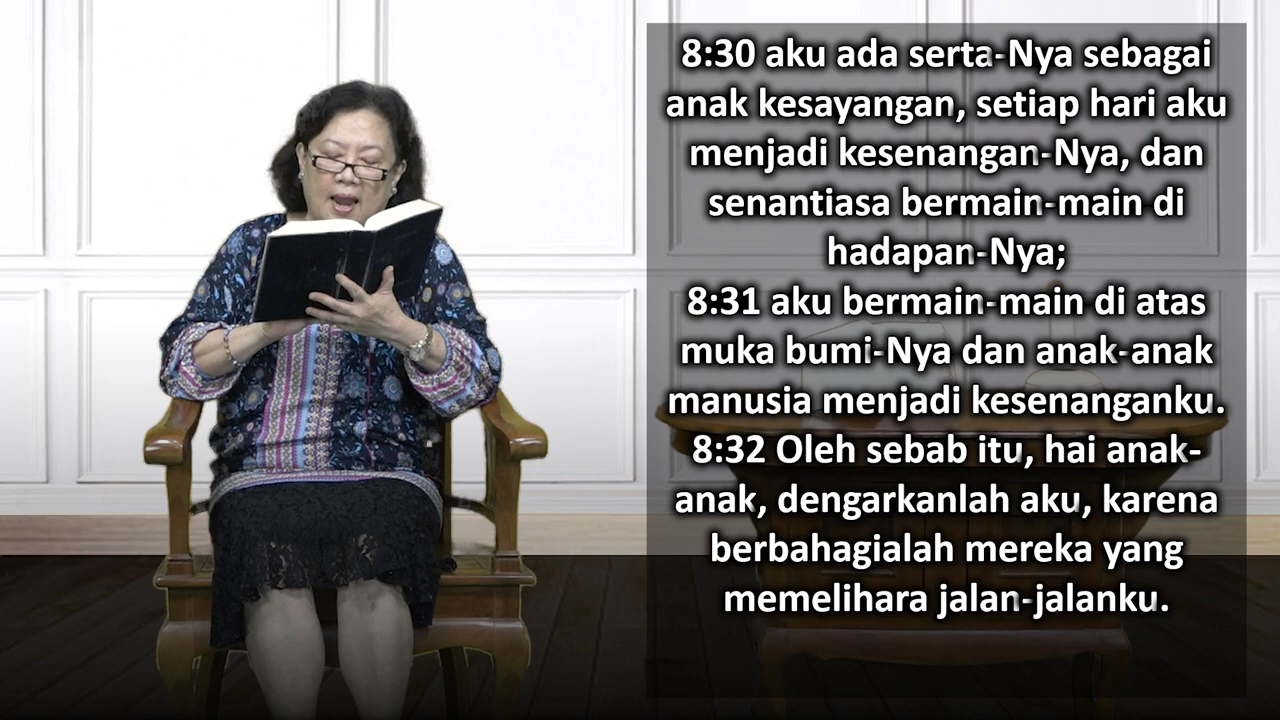 8:30 aku ada serta-Nya sebagai
anak kesayangan, setiap hari aku
menjadi kesenangan-Nya, dan
senantiasa bermain-main di
hadapan-Nya;
8:31 aku bermain-main di atas
muka bumi-Nya dan anak-anak
manusia menjadi kesenanganku.
8:32 Oleh sebab itu, hai anak-
anak, dengarkanlah aku, karena
berbahagialah mereka yang
memelihara jalan-jalanku.